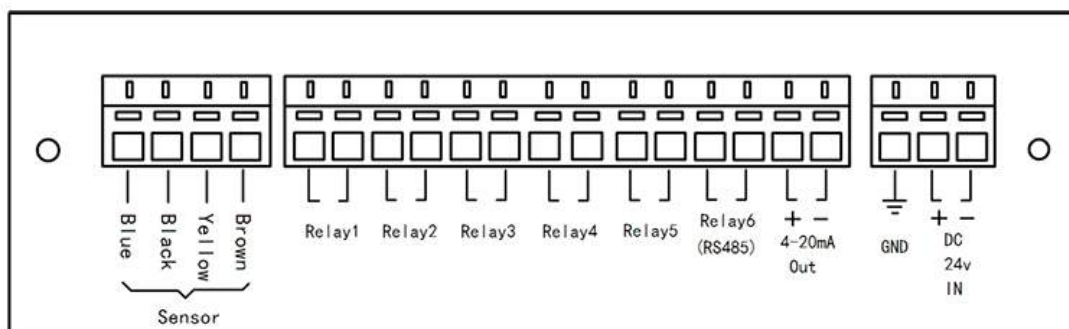 Blue
Black
Yellow
Brown
Sensor
Relay1
Relay2
Relay3
Relay4
Relay5
Relay6
(RS485)
+ −
4-20mA
Out
GND
+ −
DC
24v
IN